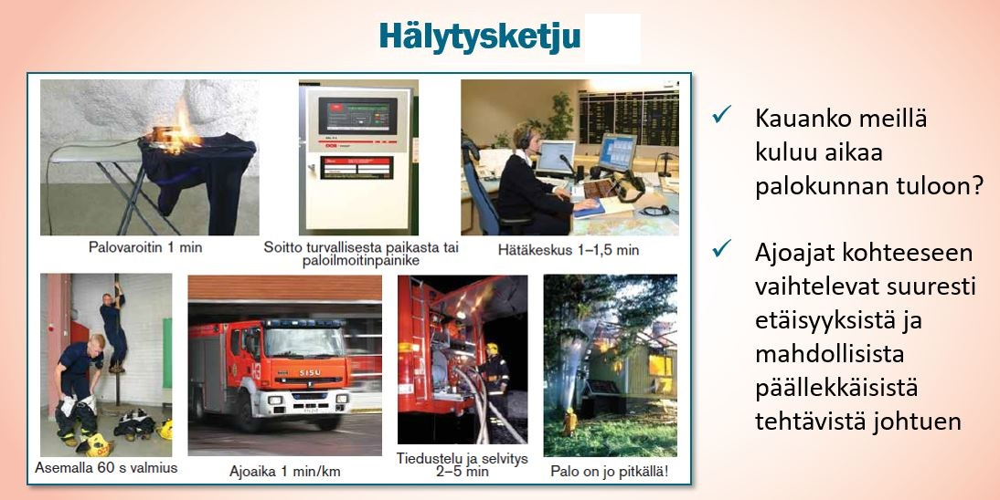 Hälytysketju
Palovaroitin 1 min
Soitto turvallisesta paikasta tai
paloilmoitinpainike
Hätäkeskus 1–1,5 min
SISU
Asemalla 60 s valmius
Ajoaika 1 min/km
Tiedustelu ja selvitys
2–5 min
Palo on jo pitkällä!
Kauanko meillä
kuluu aikaa
palokunnan tuloon?
Ajoajat kohteeseen
vaihtelevat suuresti
etäisyyksistä ja
mahdollisista
päällekkäisistä
tehtävistä johtuen